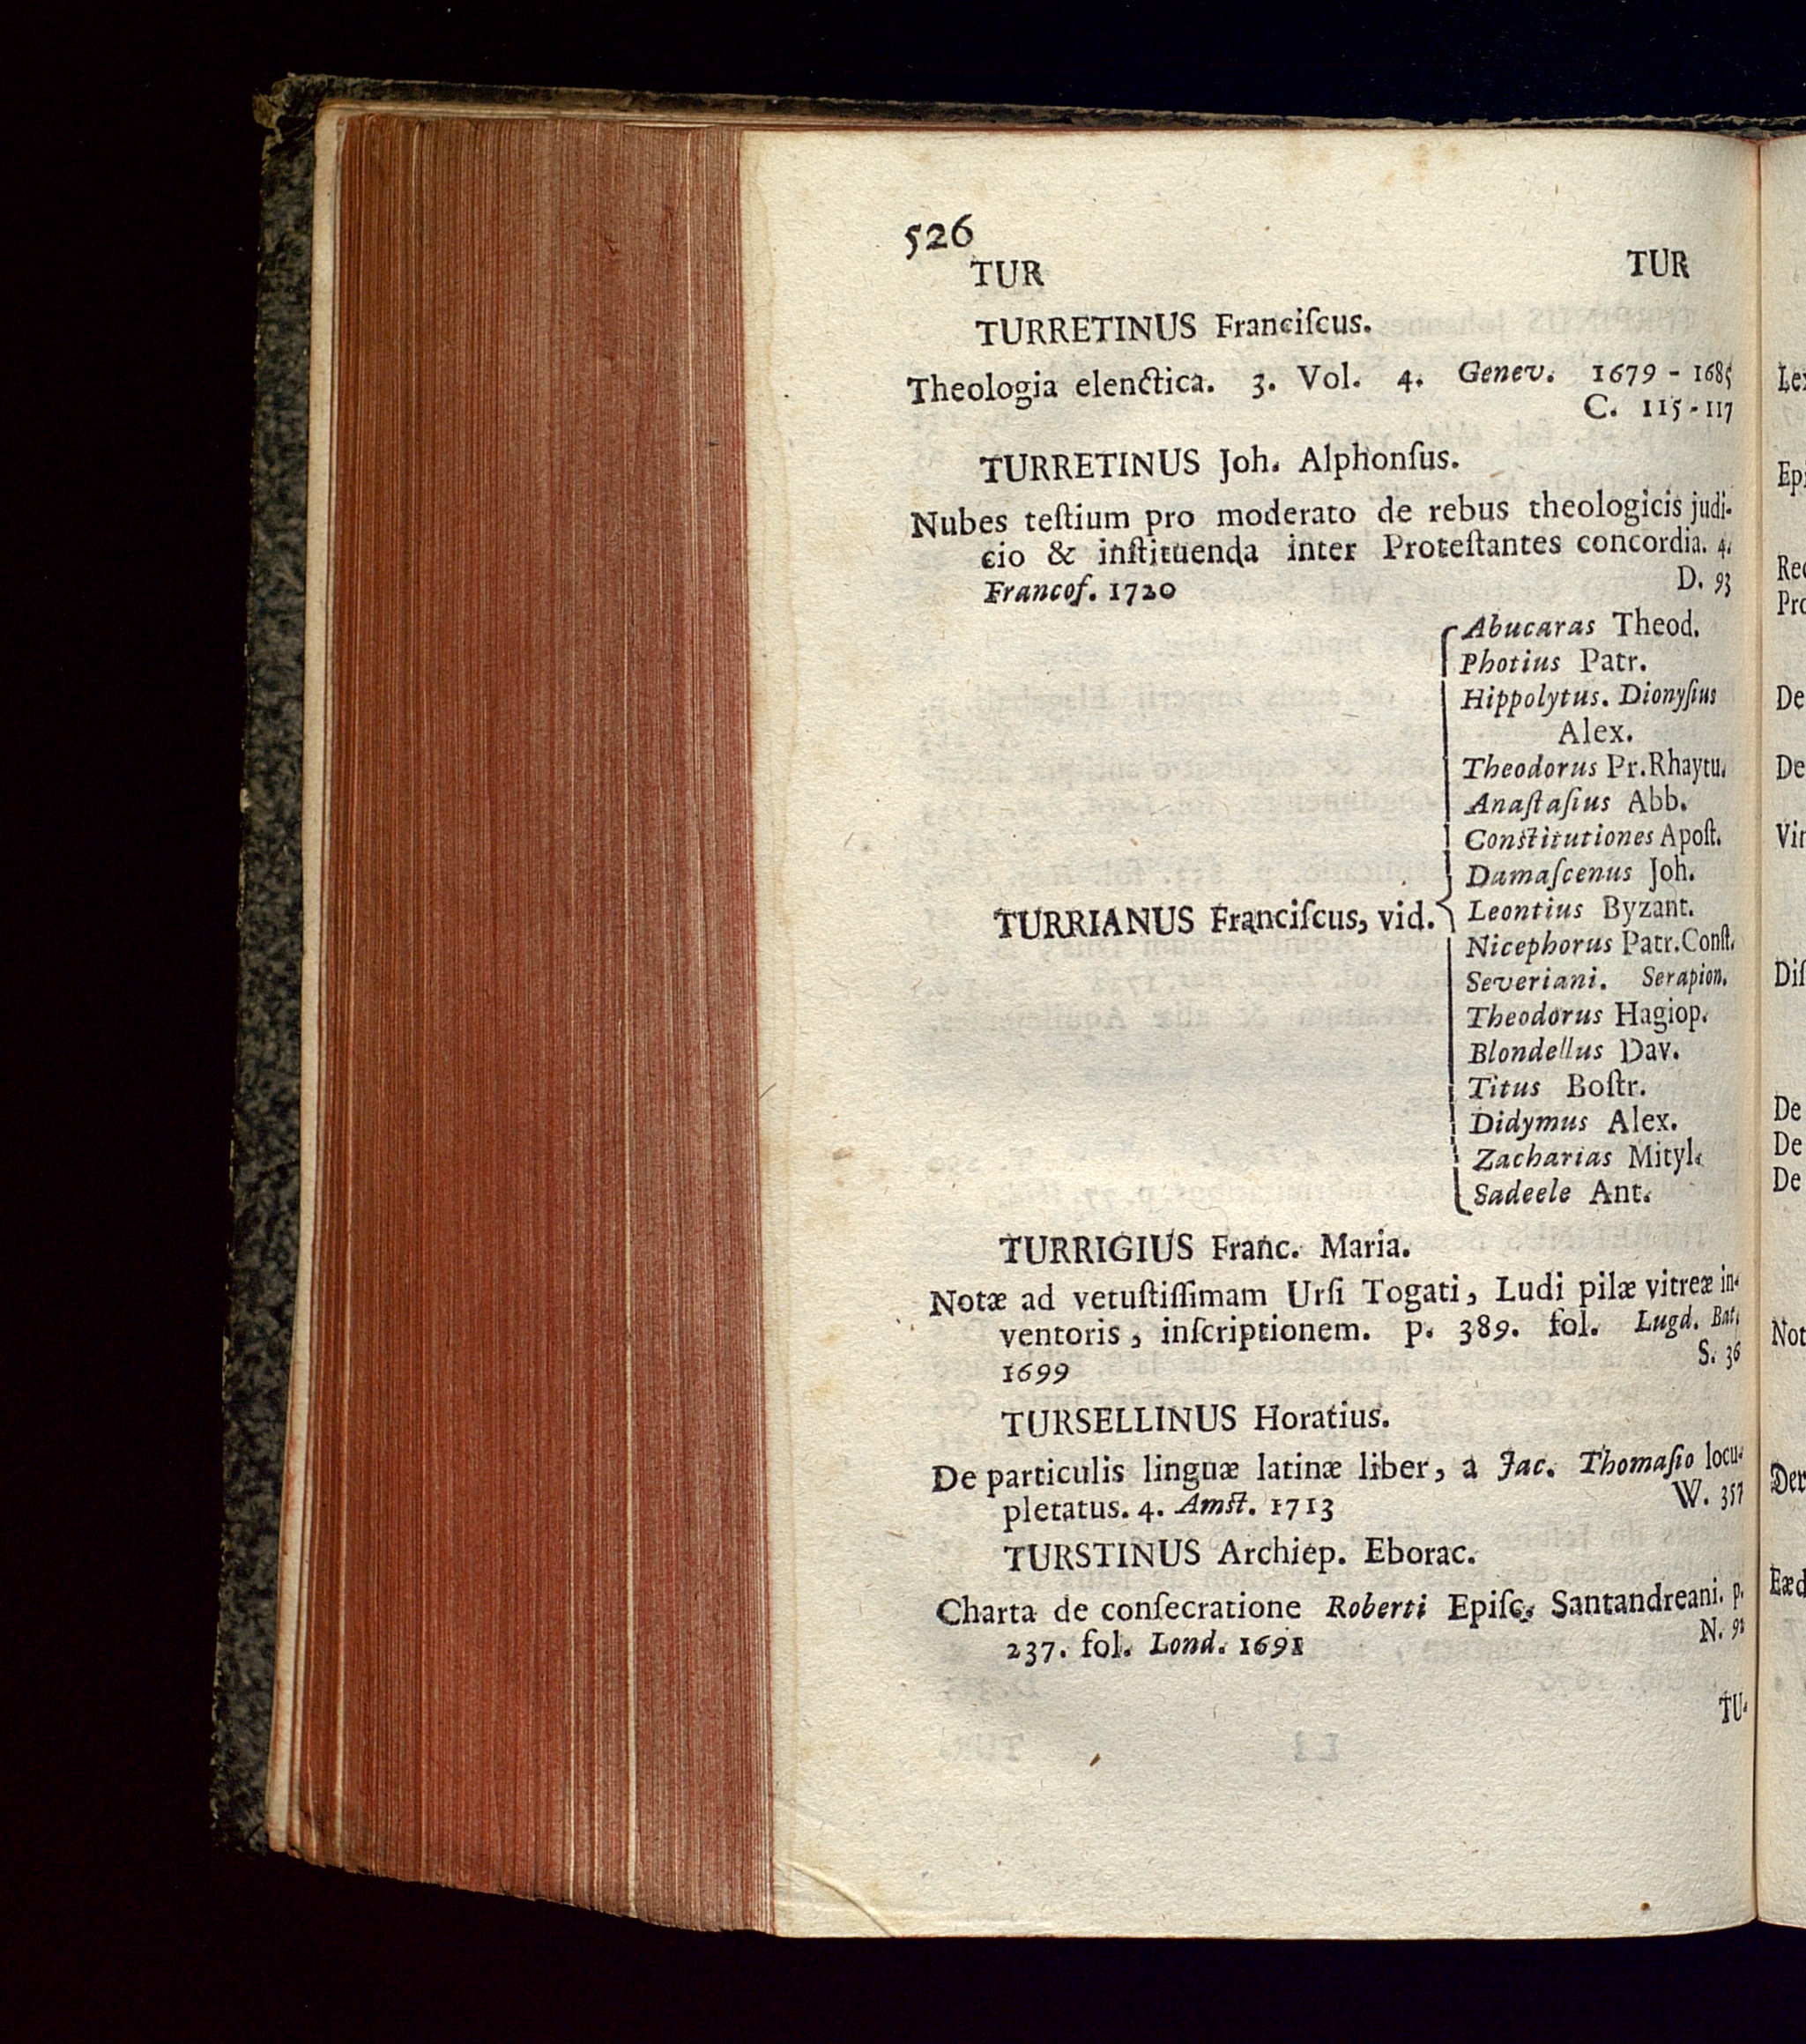 526
TUR TUR
TURRETINUS Franciſcus.
Theologia elenctica. 3. Vol. 4. Genev. 1679 - 1685
C. 115-117
TURRETINUS Joh. Alphonſus.
Nubes teſtium pro moderato de rebus theologicis judi-
cio & inſtituenda inter Proteſtantes concordia. 4.
Francof. 1720 D. 93
Abucaras Theod.
Photius Patr.
Hippolytus. Dionyſius
Alex.
Theodorus Pr. Rhaytu.
Anaſtaſius Abb.
Conſtitutiones Apoſt.
Damaſcenus Joh.
TURRIANUS Franciſcus, vid. Leontius Byzant.
Nicephorus Patr. Conſt.
Severiani. Serapion.
Theodorus Hagiop.
Blondellus Dav.
Titus Boſtr.
Didymus Alex.
Zacharias Mityl.
Sadeele Ant.
TURRIGIUS Franc. Maria.
Notæ ad vetuſtiſſimam Urſi Togati, Ludi pilæ vitreæ in-
ventoris, inſcriptionem. p. 389. fol. Lugd. Bat.
1699 S. 36
TURSELLINUS Horatius.
De particulis linguæ latinæ liber, a Jac. Thomaſio locu-
pletatus. 4. Amſt. 1713 W. 357
TURSTINUS Archiep. Eborac.
Charta de conſecratione Roberti Epiſc. Santandreani. p.
237. fol. Lond. 1691 N. 92
TU-
De
De
De
De
De